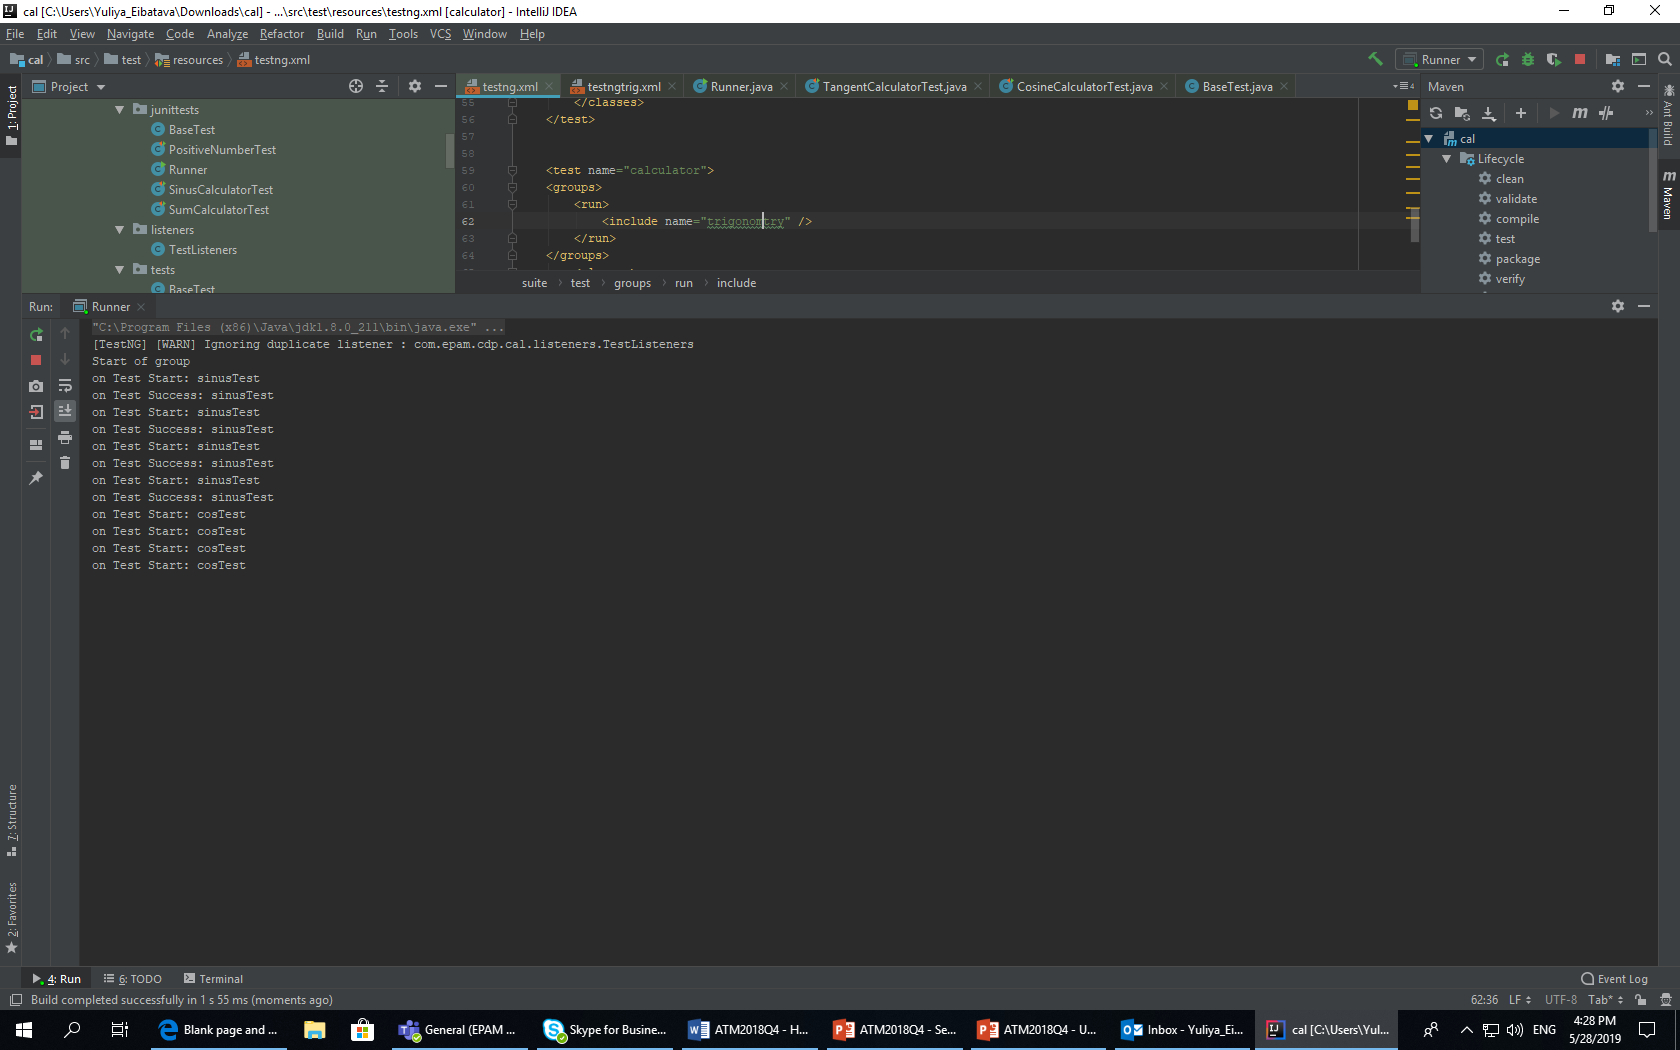 cal [C:\Users\Yuliya_Eibatava\Downloads\cal] - ...\src\test\resources\testng.xml [calculator] - IntelliJ IDEA
File Edit View Navigate Code Analyze Refactor Build Run Tools VCS Window Help
cal src test resources testng.xml Runner
1: Project
Project
testng.xml testngtrig.xml Runner.java TangentCalculatorTest.java CosineCalculatorTest.java BaseTest.java
4
Maven
Ant Build
Maven
junittests
BaseTest
PositiveNumberTest
Runner
SinusCalculatorTest
SumCalculatorTest
listeners
TestListeners
tests
BaseTest
55 </classes>
56 </test>
57
58
59 <test name="calculator">
60 <groups>
61 <run>
62 <include name="trigonomtry" />
63 </run>
64 </groups>
suite test groups run include
cal
Lifecycle
clean
validate
compile
test
package
verify
Run: Runner
"C:\Program Files (x86)\Java\jdk1.8.0_211\bin\java.exe" ...
[TestNG] [WARN] Ignoring duplicate listener : com.epam.cdp.cal.listeners.TestListeners
Start of group
on Test Start: sinusTest
on Test Success: sinusTest
on Test Start: sinusTest
on Test Success: sinusTest
on Test Start: sinusTest
on Test Success: sinusTest
on Test Start: sinusTest
on Test Success: sinusTest
on Test Start: cosTest
on Test Start: cosTest
on Test Start: cosTest
on Test Start: cosTest
7: Structure
2: Favorites
4: Run 6: TODO Terminal Event Log
Build completed successfully in 1 s 55 ms (moments ago) 62:36 LF UTF-8 Tab*
Blank page and ... General (EPAM ... Skype for Busine... ATM2018Q4 - H... ATM2018Q4 - Se... ATM2018Q4 - U... Inbox - Yuliya_Ei... cal [C:\Users\Yul... ENG 4:28 PM
5/28/2019